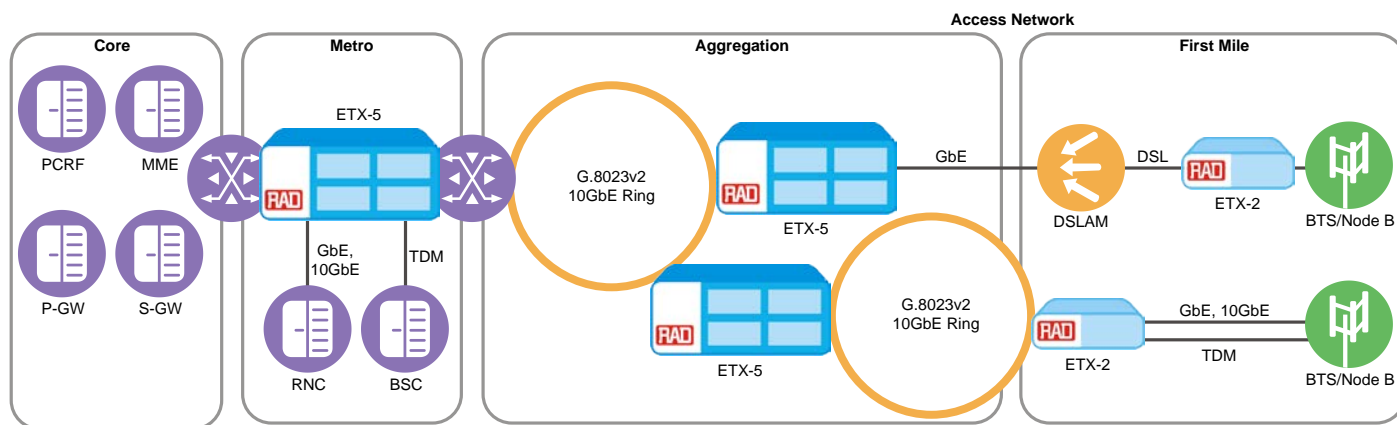 Access Network
Core
Metro
Aggregation
First Mile
PCRF
MME
P-GW
S-GW
ETX-5
RAD
GbE,
10GbE
TDM
RNC
BSC
G.8023v2
10GbE Ring
RAD
ETX-5
RAD
ETX-5
G.8023v2
10GbE Ring
GbE
DSLAM
DSL
RAD
ETX-2
BTS/Node B
RAD
ETX-2
GbE, 10GbE
TDM
BTS/Node B